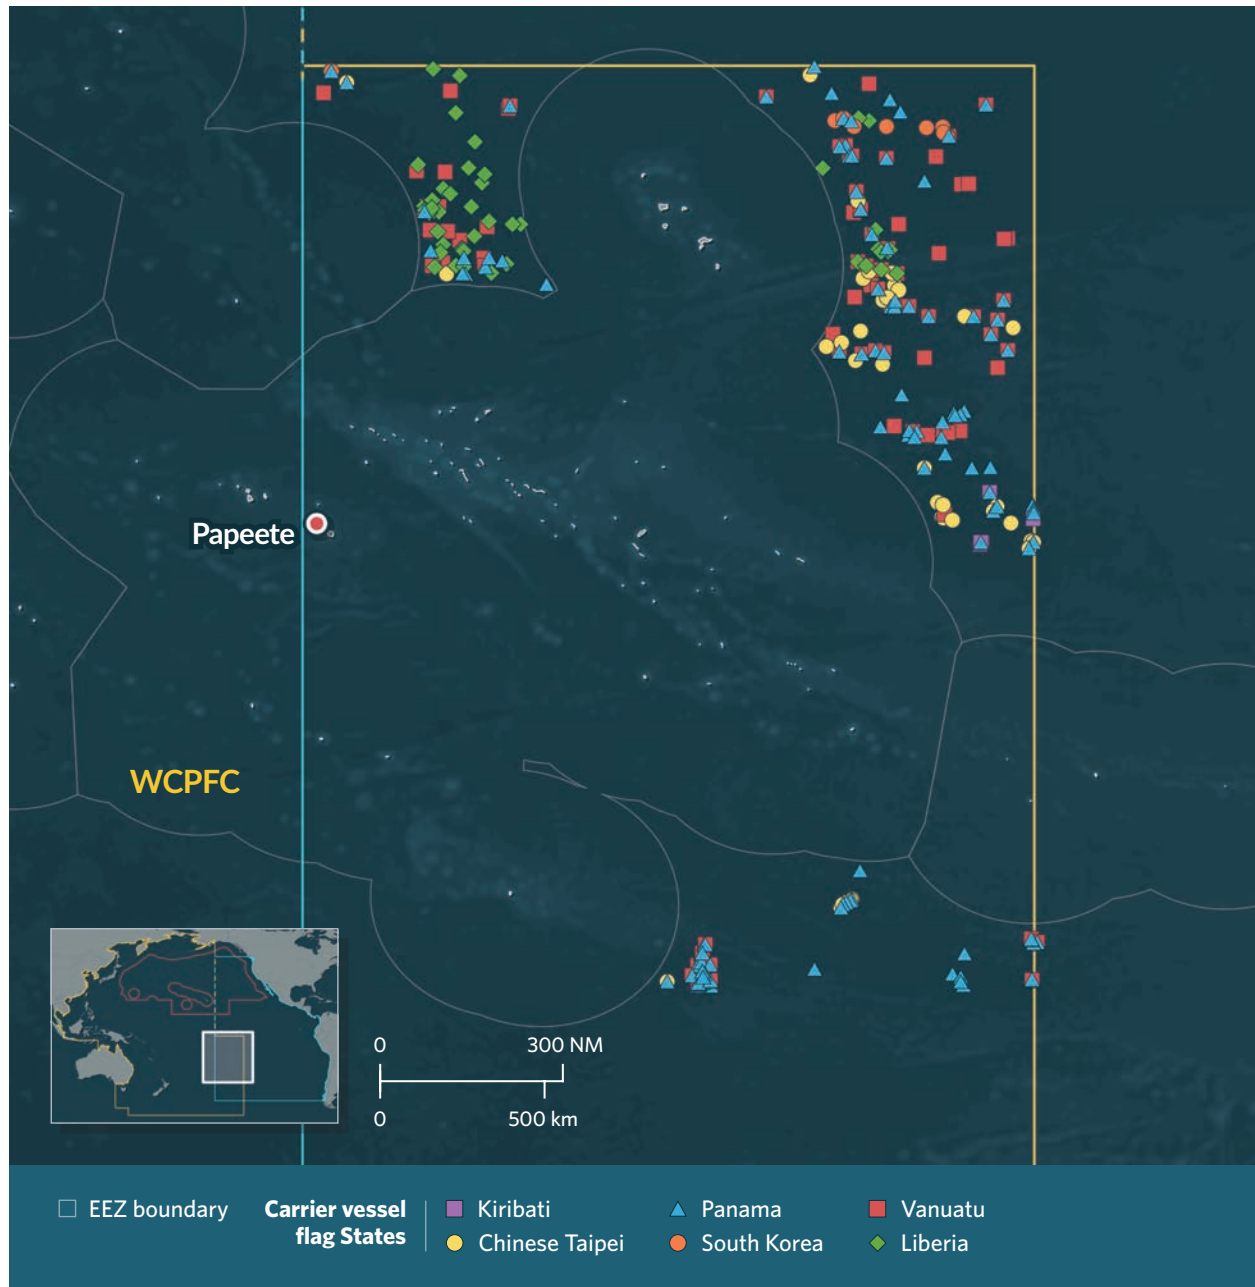 Papeete
WCPFC
0 300 NM
0 500 km
EEZ boundary
Carrier vessel
flag States
Kiribati
Panama
Vanuatu
Chinese Taipei
South Korea
Liberia